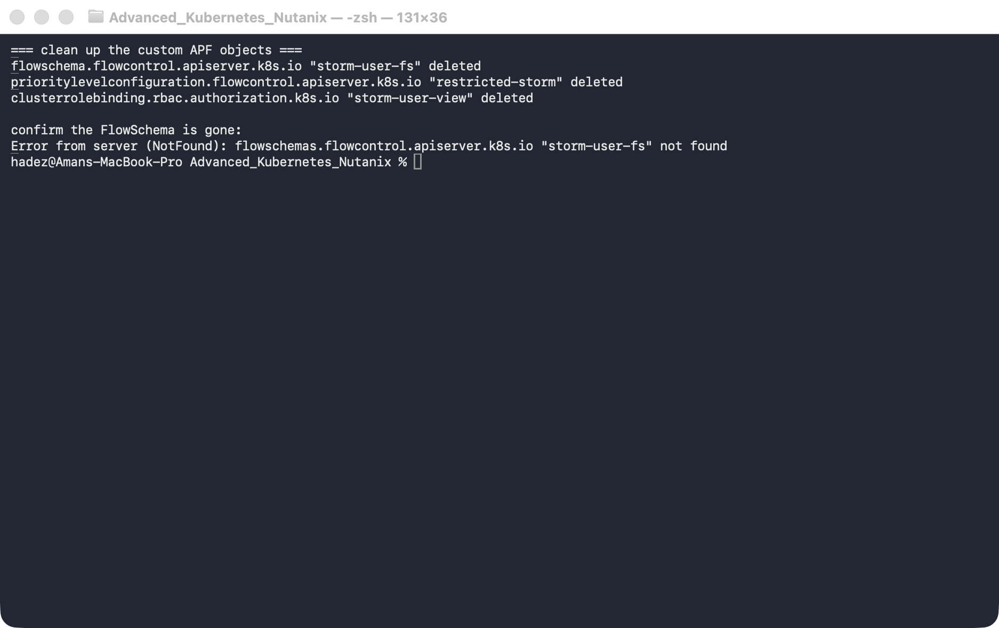 Advanced_Kubernetes_Nutanix — -zsh — 131×36
=== clean up the custom APF objects ===
flowschema.flowcontrol.apiserver.k8s.io "storm-user-fs" deleted
prioritylevelconfiguration.flowcontrol.apiserver.k8s.io "restricted-storm" deleted
clusterrolebinding.rbac.authorization.k8s.io "storm-user-view" deleted
confirm the FlowSchema is gone:
Error from server (NotFound): flowschemas.flowcontrol.apiserver.k8s.io "storm-user-fs" not found
hadez@Amans-MacBook-Pro Advanced_Kubernetes_Nutanix %